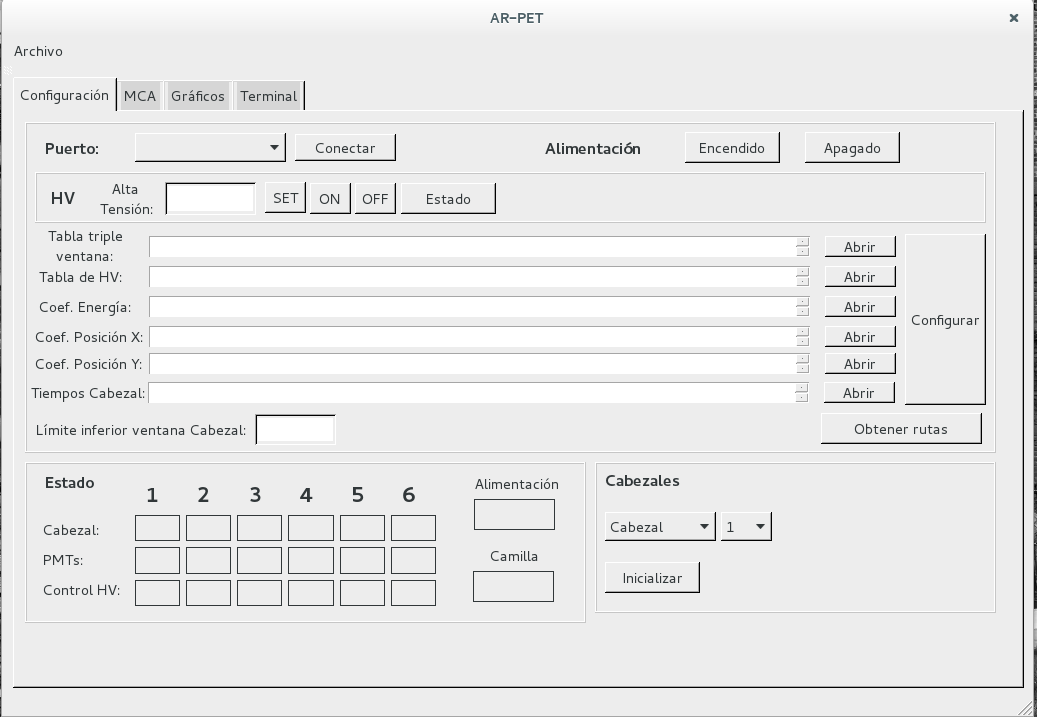 AR-PET
Archivo
Configuración MCA Gráficos Terminal
Puerto: Conectar Alimentación Encendido Apagado
HV Alta Tensión: SET ON OFF Estado
Tabla triple ventana: Abrir
Tabla de HV: Abrir
Coef. Energía: Abrir
Configurar
Coef. Posición X: Abrir
Coef. Posición Y: Abrir
Tiempos Cabezal: Abrir
Límite inferior ventana Cabezal: Obtener rutas
Estado
1 2 3 4 5 6
Cabezal:
PMTs:
Control HV:
Alimentación
Camilla
Cabezales
Cabezal 1
Inicializar